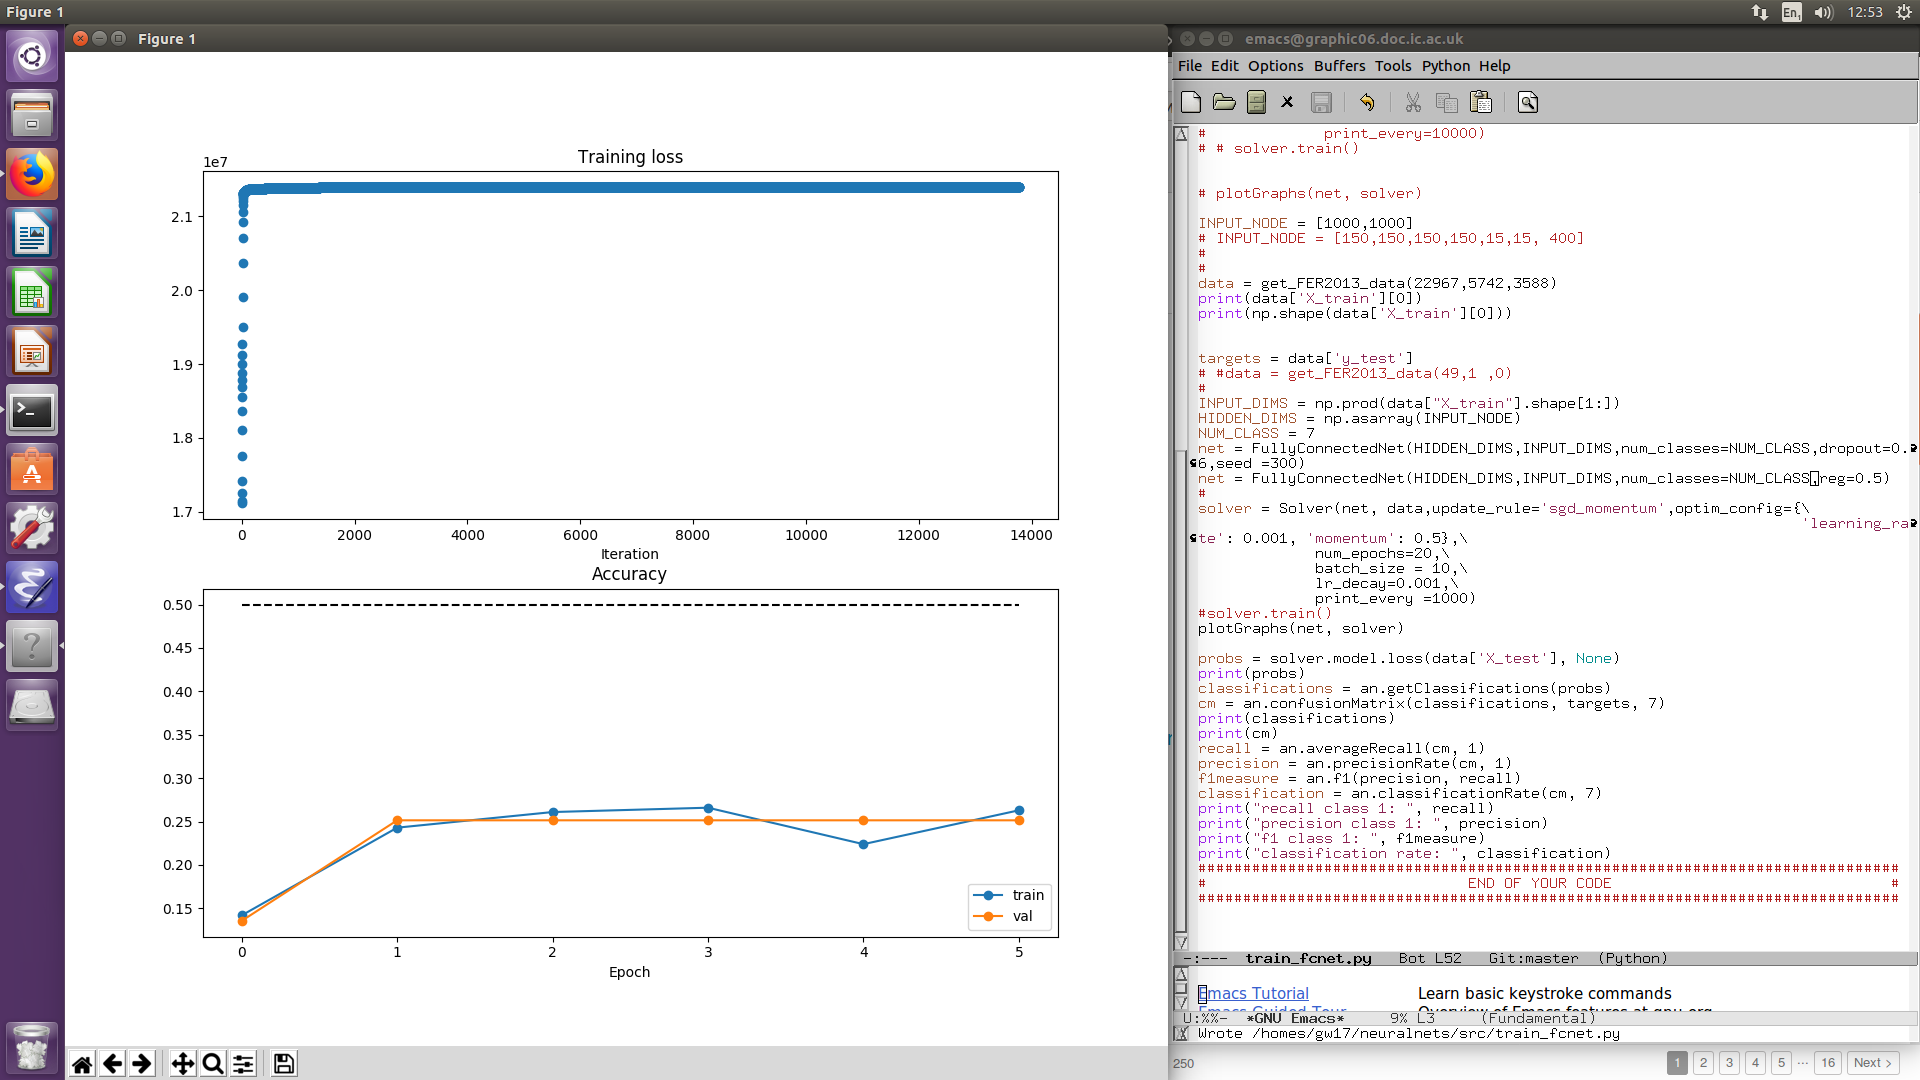 Figure 1
En1
12:53
Figure 1
Training loss
1e7
2.1
2.0
1.9
1.8
1.7
0 2000 4000 6000 8000 10000 12000 14000
Iteration
Accuracy
0.50
0.45
0.40
0.35
0.30
0.25
0.20
0.15
train
val
0 1 2 3 4 5
Epoch
emacs@graphic06.doc.ic.ac.uk
File Edit Options Buffers Tools Python Help
#             print_every=10000)
# # solver.train()
# plotGraphs(net, solver)
INPUT_NODE = [1000,1000]
# INPUT_NODE = [150,150,150,150,15,15, 400]
#
#
data = get_FER2013_data(22967,5742,3588)
print(data['X_train'][0])
print(np.shape(data['X_train'][0]))
targets = data['y_test']
# #data = get_FER2013_data(49,1 ,0)
#
INPUT_DIMS = np.prod(data["X_train"].shape[1:])
HIDDEN_DIMS = np.asarray(INPUT_NODE)
NUM_CLASS = 7
net = FullyConnectedNet(HIDDEN_DIMS,INPUT_DIMS,num_classes=NUM_CLASS,dropout=0.
6,seed =300)
net = FullyConnectedNet(HIDDEN_DIMS,INPUT_DIMS,num_classes=NUM_CLASS,reg=0.5)
#
solver = Solver(net, data,update_rule='sgd_momentum',optim_config={\
'learning_ra
te': 0.001, 'momentum': 0.5},\
num_epochs=20,\
batch_size = 10,\
lr_decay=0.001,\
print_every =1000)
#solver.train()
plotGraphs(net, solver)
probs = solver.model.loss(data['X_test'], None)
print(probs)
classifications = an.getClassifications(probs)
cm = an.confusionMatrix(classifications, targets, 7)
print(classifications)
print(cm)
recall = an.averageRecall(cm, 1)
precision = an.precisionRate(cm, 1)
f1measure = an.f1(precision, recall)
classification = an.classificationRate(cm, 7)
print("recall class 1: ", recall)
print("precision class 1: ", precision)
print("f1 class 1: ", f1measure)
print("classification rate: ", classification)
##############################################################################
#                             END OF YOUR CODE                               #
##############################################################################
-:--- train_fcnet.py Bot L52 Git:master (Python)
Emacs Tutorial Learn basic keystroke commands
Emacs Guided Tour Overview of Emacs features at gnu.org
U:%%- *GNU Emacs* 9% L3 (Fundamental)
Wrote /homes/gw17/neuralnets/src/train_fcnet.py
250
1 2 3 4 5 ··· 16 Next >